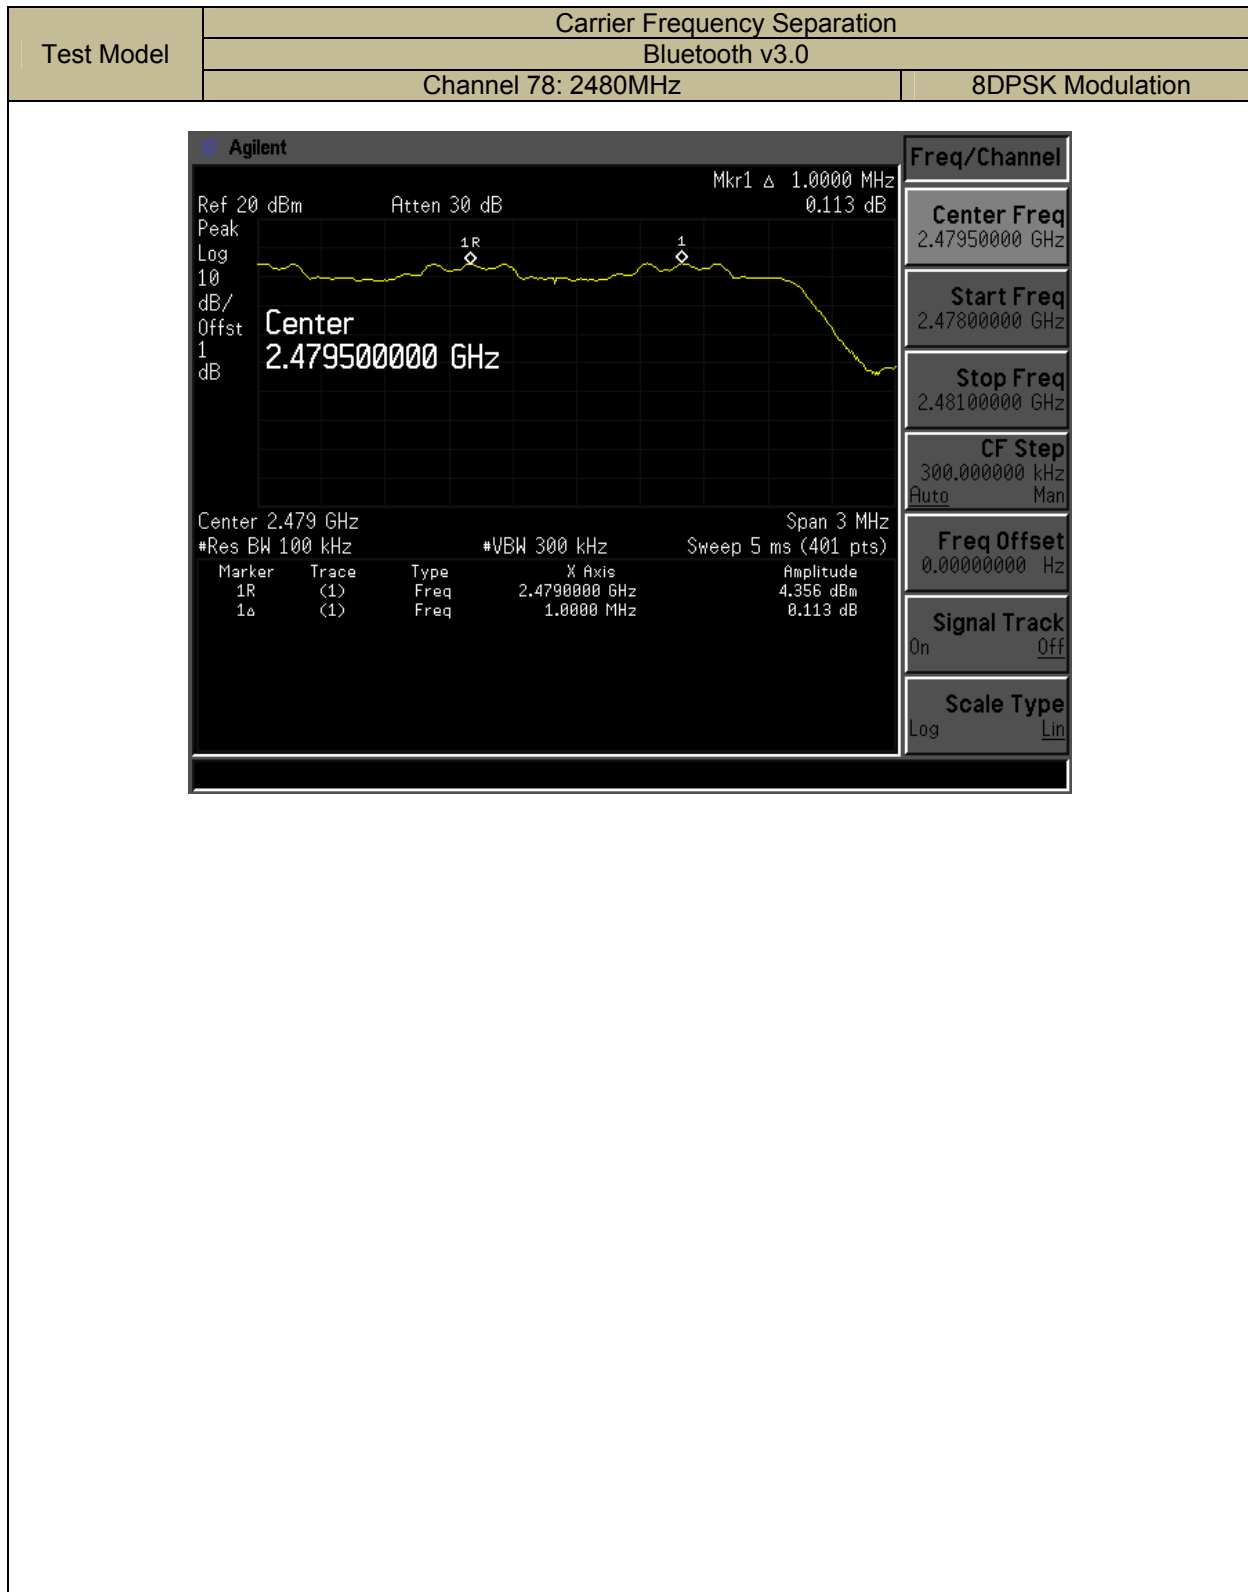 Test Model
Carrier Frequency Separation
Bluetooth v3.0
Channel 78: 2480MHz 8DPSK Modulation
Agilent
Mkr1 Δ 1.0000 MHz
Ref 20 dBm Atten 30 dB 0.113 dB
Peak
Log
10
dB/
Offst
1
dB
1R
1
Center
2.479500000 GHz
Center 2.479 GHz Span 3 MHz
#Res BW 100 kHz #VBW 300 kHz Sweep 5 ms (401 pts)
Marker Trace Type X Axis Amplitude
1R (1) Freq 2.4790000 GHz 4.356 dBm
1Δ (1) Freq 1.0000 MHz 0.113 dB
Freq/Channel
Center Freq
2.47950000 GHz
Start Freq
2.47800000 GHz
Stop Freq
2.48100000 GHz
CF Step
300.000000 kHz
Auto Man
Freq Offset
0.00000000 Hz
Signal Track
On Off
Scale Type
Log Lin